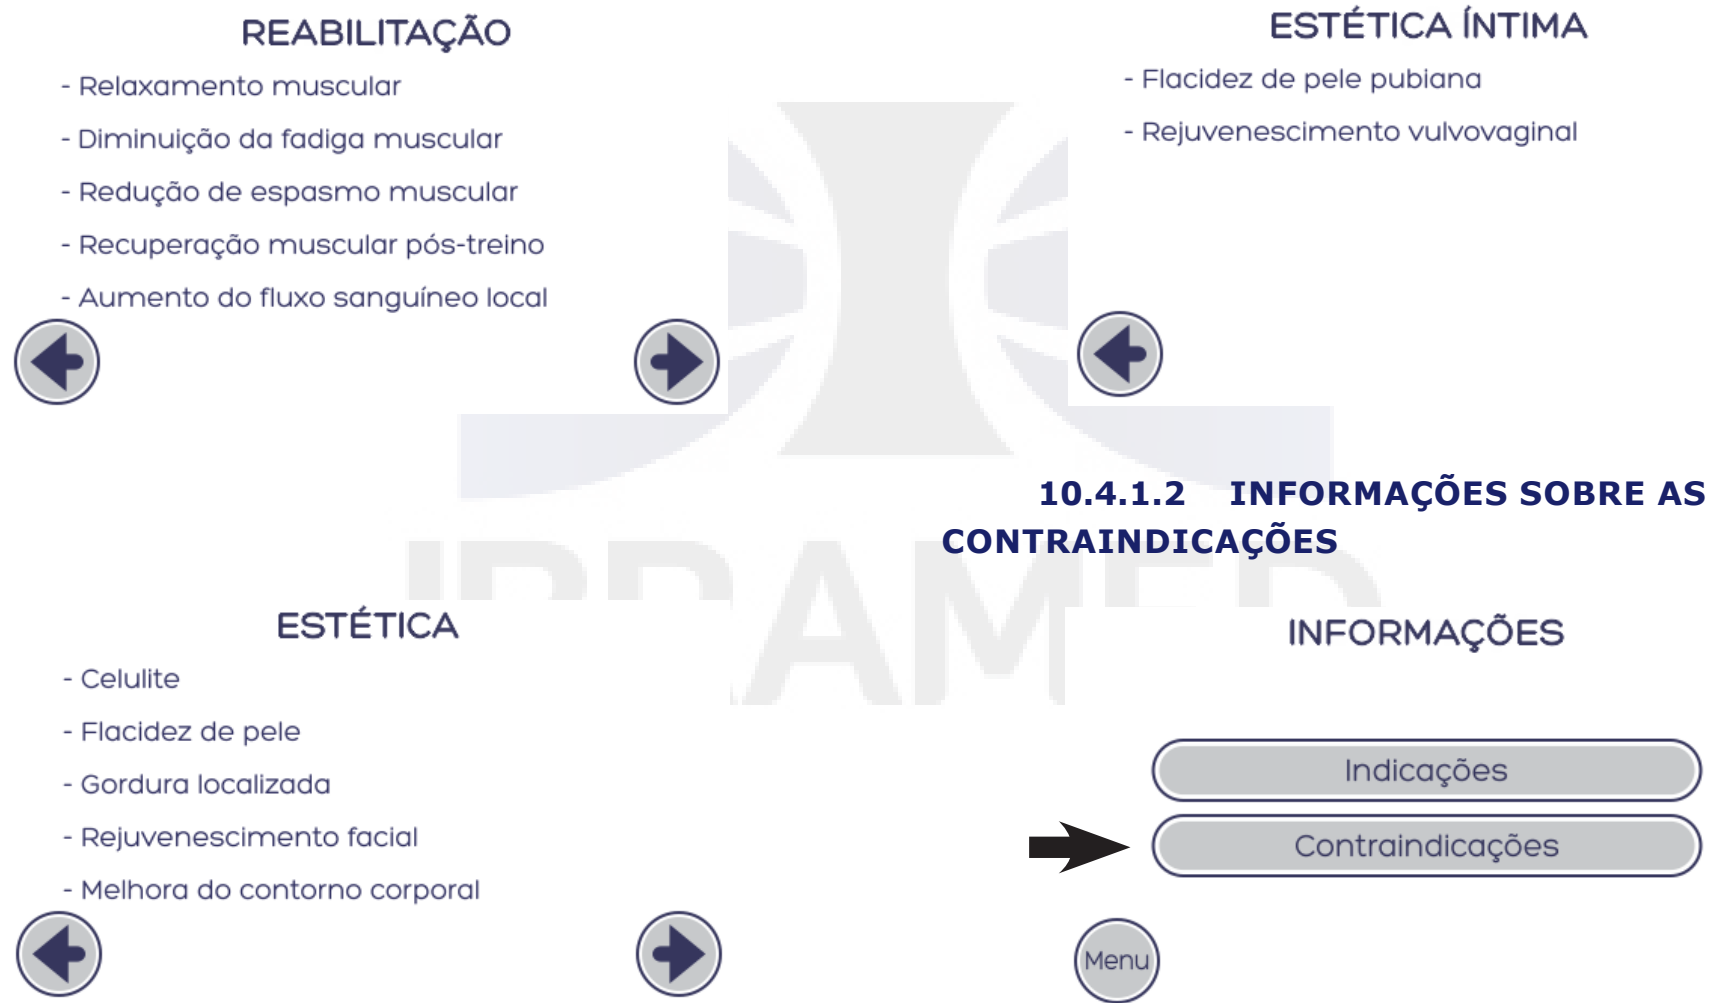 REABILITAÇÃO
- Relaxamento muscular
- Diminuição da fadiga muscular
- Redução de espasmo muscular
- Recuperação muscular pós-treino
- Aumento do fluxo sanguíneo local
ESTÉTICA
- Celulite
- Flacidez de pele
- Gordura localizada
- Rejuvenescimento facial
- Melhora do contorno corporal
ESTÉTICA ÍNTIMA
- Flacidez de pele pubiana
- Rejuvenescimento vulvovaginal
10.4.1.2 INFORMAÇÕES SOBRE AS
CONTRAINDICAÇÕES
INFORMAÇÕES
Indicações
Contraindicações
Menu
IBRAMED